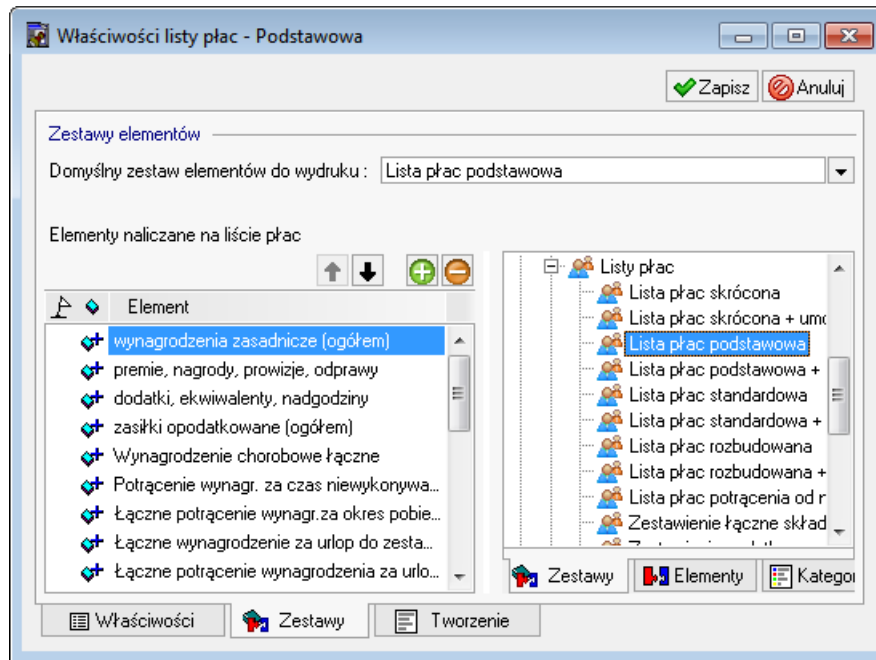 Właściwości listy płac - Podstawowa
Zapisz Anuluj
Zestawy elementów
Domyślny zestaw elementów do wydruku : Lista płac podstawowa
Elementy naliczane na liście płac
Element
wynagrodzenia zasadnicze (ogółem)
premie, nagrody, prowizje, odprawy
dodatki, ekwiwalenty, nadgodziny
zasiłki opodatkowane (ogółem)
Wynagrodzenie chorobowe łączne
Potrącenie wynagr. za czas niewykonywa...
Łączne potrącenie wynagr.za okres pobie...
Łączne wynagrodzenie za urlop do zesta...
Łączne potrącenie wynagrodzenia za urlo...
Listy płac
Lista płac skrócona
Lista płac skrócona + umo
Lista płac podstawowa
Lista płac podstawowa +
Lista płac standardowa
Lista płac standardowa +
Lista płac rozbudowana
Lista płac rozbudowana +
Lista płac potrącenia od n
Zestawienie łączne skład
Zestawy Elementy Kategor
Właściwości Zestawy Tworzenie